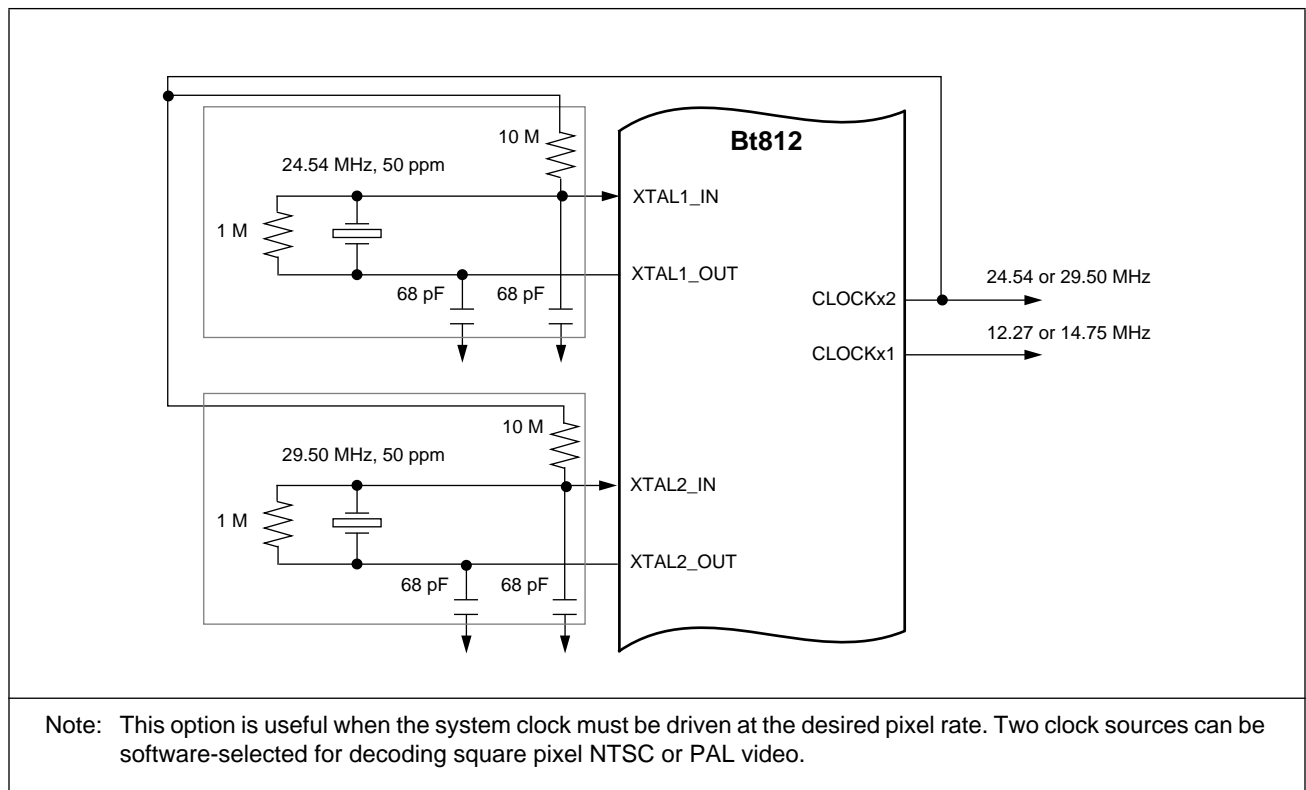 Bt812
10 M
24.54 MHz, 50 ppm
XTAL1_IN
1 M
XTAL1_OUT
68 pF
68 pF
24.54 or 29.50 MHz
CLOCKx2
12.27 or 14.75 MHz
CLOCKx1
10 M
29.50 MHz, 50 ppm
XTAL2_IN
1 M
XTAL2_OUT
68 pF
68 pF
Note: This option is useful when the system clock must be driven at the desired pixel rate. Two clock sources can be
software-selected for decoding square pixel NTSC or PAL video.